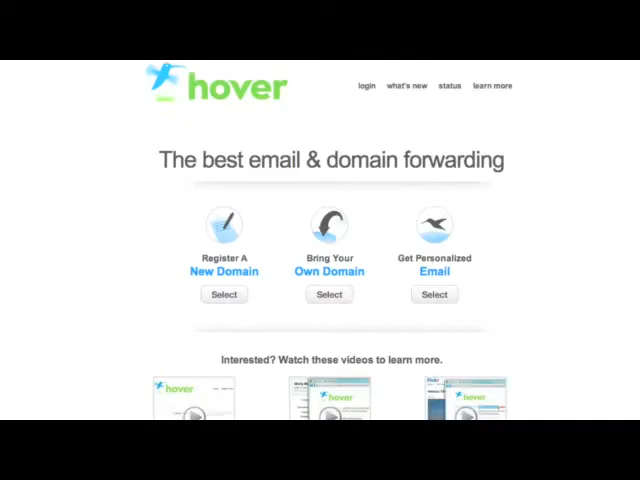 hover
login what's new status learn more
The best email & domain forwarding
Register A Bring Your Get Personalized
New Domain Own Domain Email
Select Select Select
Interested? Watch these videos to learn more.
hover hover hover